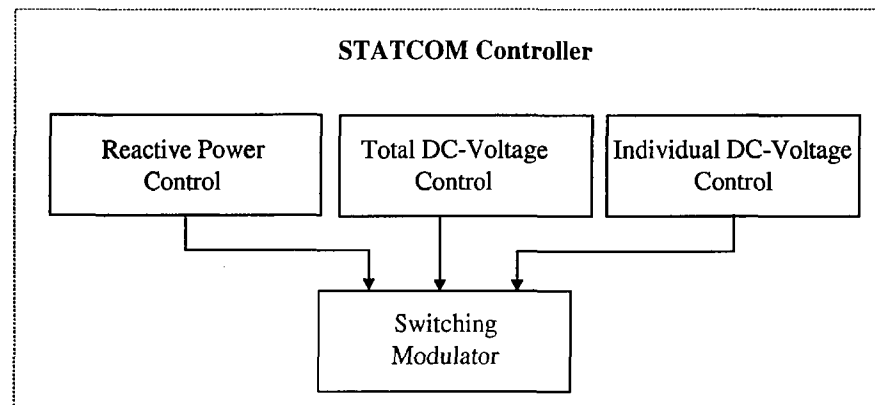 STATCOM Controller
Reactive Power
Control
Total DC-Voltage
Control
Individual DC-Voltage
Control
Switching
Modulator